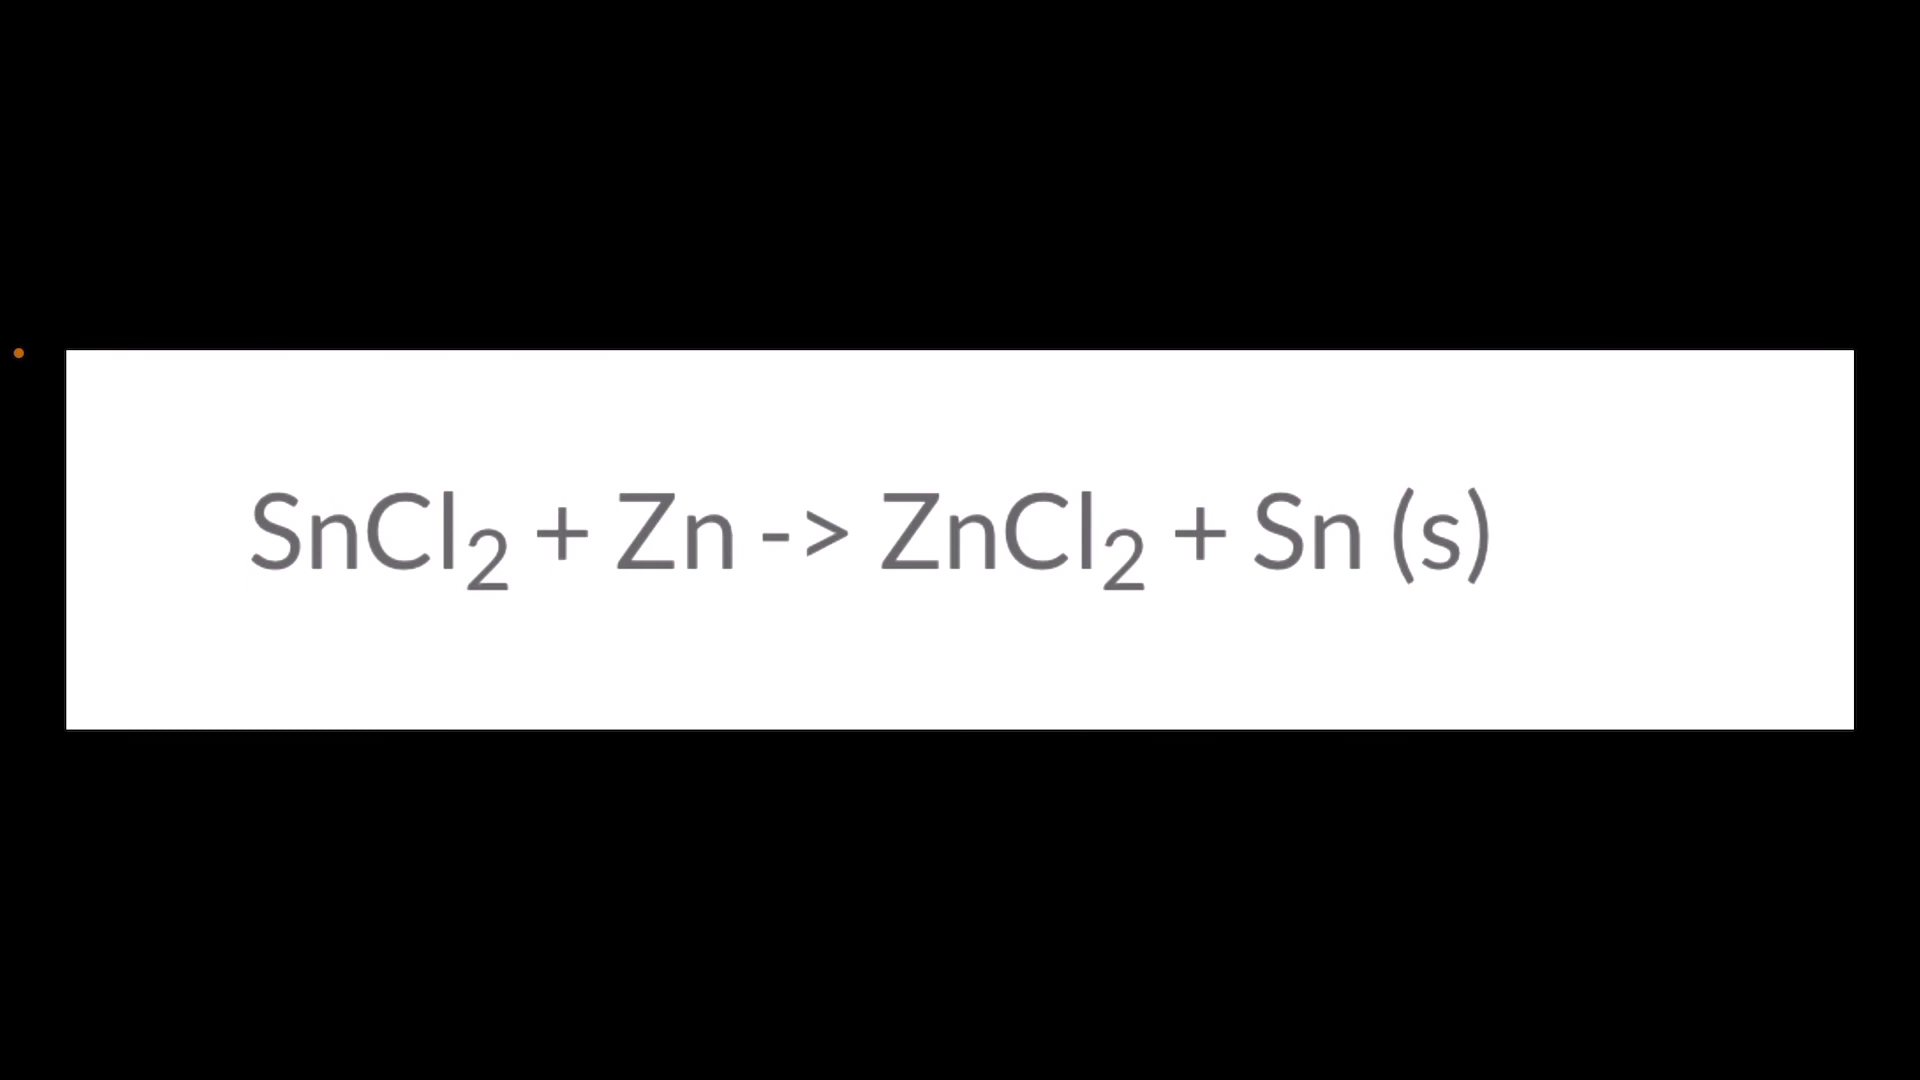 SnCl₂ + Zn -> ZnCl₂ + Sn (s)